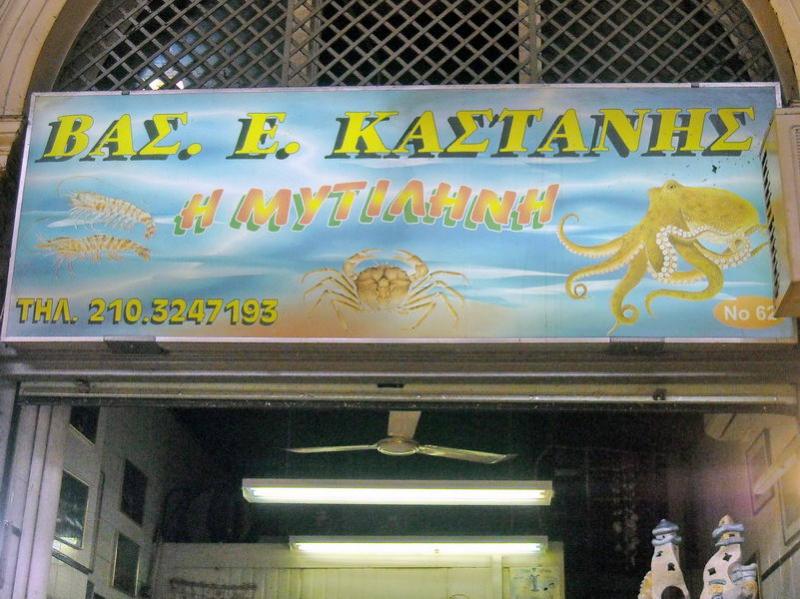 ΒΑΣ. Ε. ΚΑΣΤΑΝΗΣ
Η ΜΥΤΙΛΗΝΗ
ΤΗΛ. 210.3247193
No 62